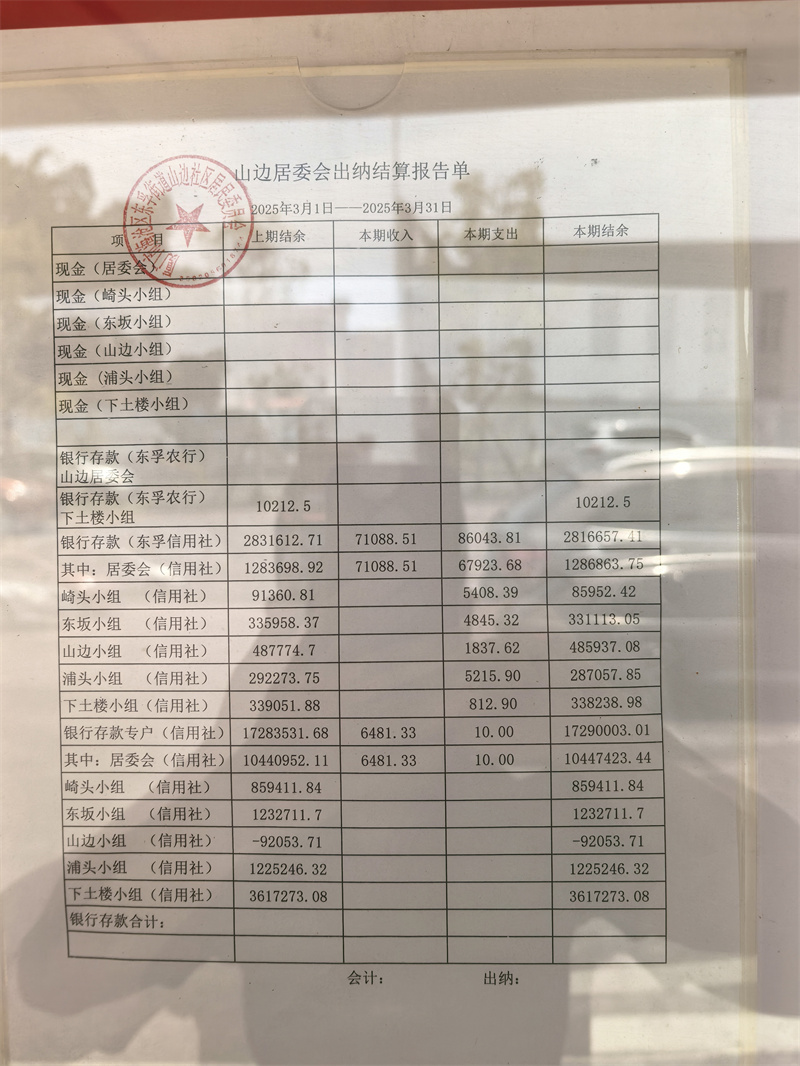 山边居委会出纳结算报告单
2025年3月1日——2025年3月31日
项 目 上期结余 本期收入 本期支出 本期结余
现金（居委会）
现金（崎头小组）
现金（东坂小组）
现金（山边小组）
现金（浦头小组）
现金（下土楼小组）
银行存款（东孚农行）
山边居委会
银行存款（东孚农行）
下土楼小组 10212.5 10212.5
银行存款（东孚信用社） 2831612.71 71088.51 86043.81 2816657.41
其中：居委会（信用社） 1283698.92 71088.51 67923.68 1286863.75
崎头小组 （信用社） 91360.81 5408.39 85952.42
东坂小组 （信用社） 335958.37 4845.32 331113.05
山边小组 （信用社） 487774.7 1837.62 485937.08
浦头小组 （信用社） 292273.75 5215.90 287057.85
下土楼小组（信用社） 339051.88 812.90 338238.98
银行存款专户（信用社） 17283531.68 6481.33 10.00 17290003.01
其中：居委会（信用社） 10440952.11 6481.33 10.00 10447423.44
崎头小组 （信用社） 859411.84 859411.84
东坂小组 （信用社） 1232711.7 1232711.7
山边小组 （信用社） -92053.71 -92053.71
浦头小组 （信用社） 1225246.32 1225246.32
下土楼小组（信用社） 3617273.08 3617273.08
银行存款合计：
会计： 出纳：